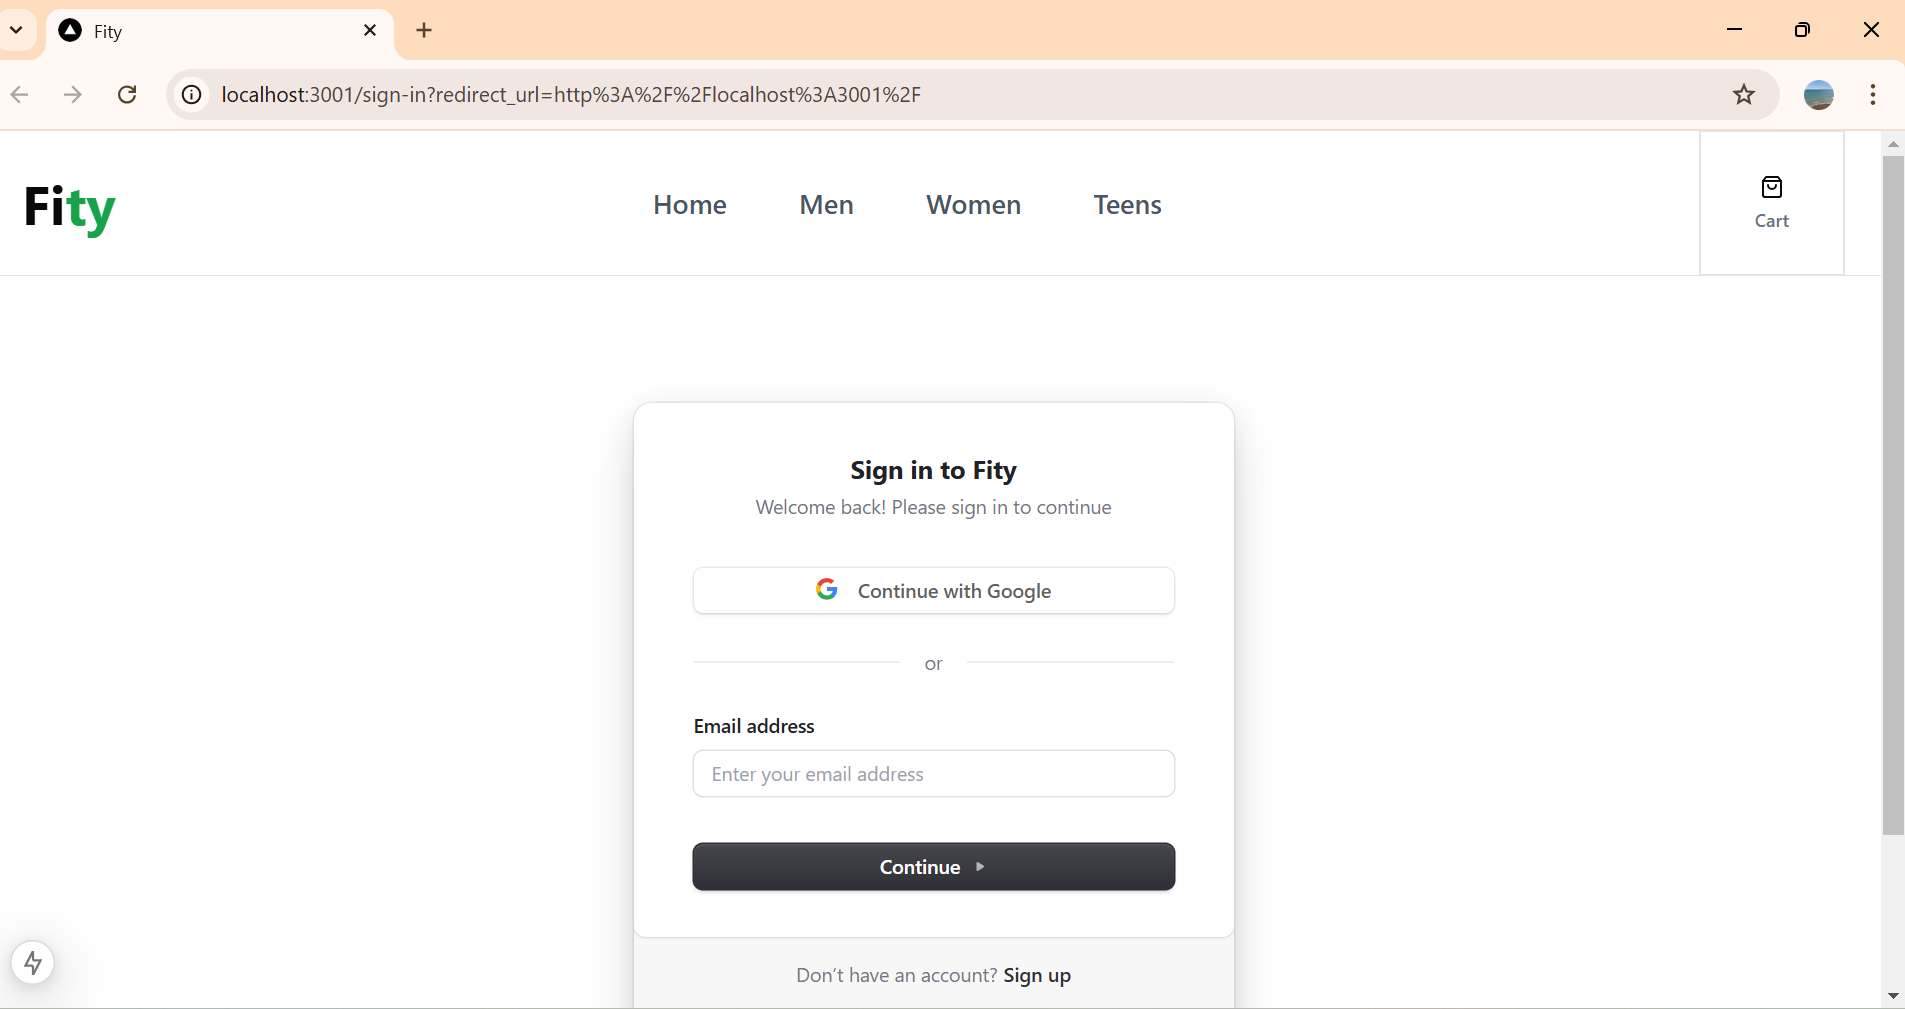 Fity
localhost:3001/sign-in?redirect_url=http%3A%2F%2Flocalhost%3A3001%2F
Fity
Home Men Women Teens
Cart
Sign in to Fity
Welcome back! Please sign in to continue
Continue with Google
or
Email address
Enter your email address
Continue
Don't have an account? Sign up